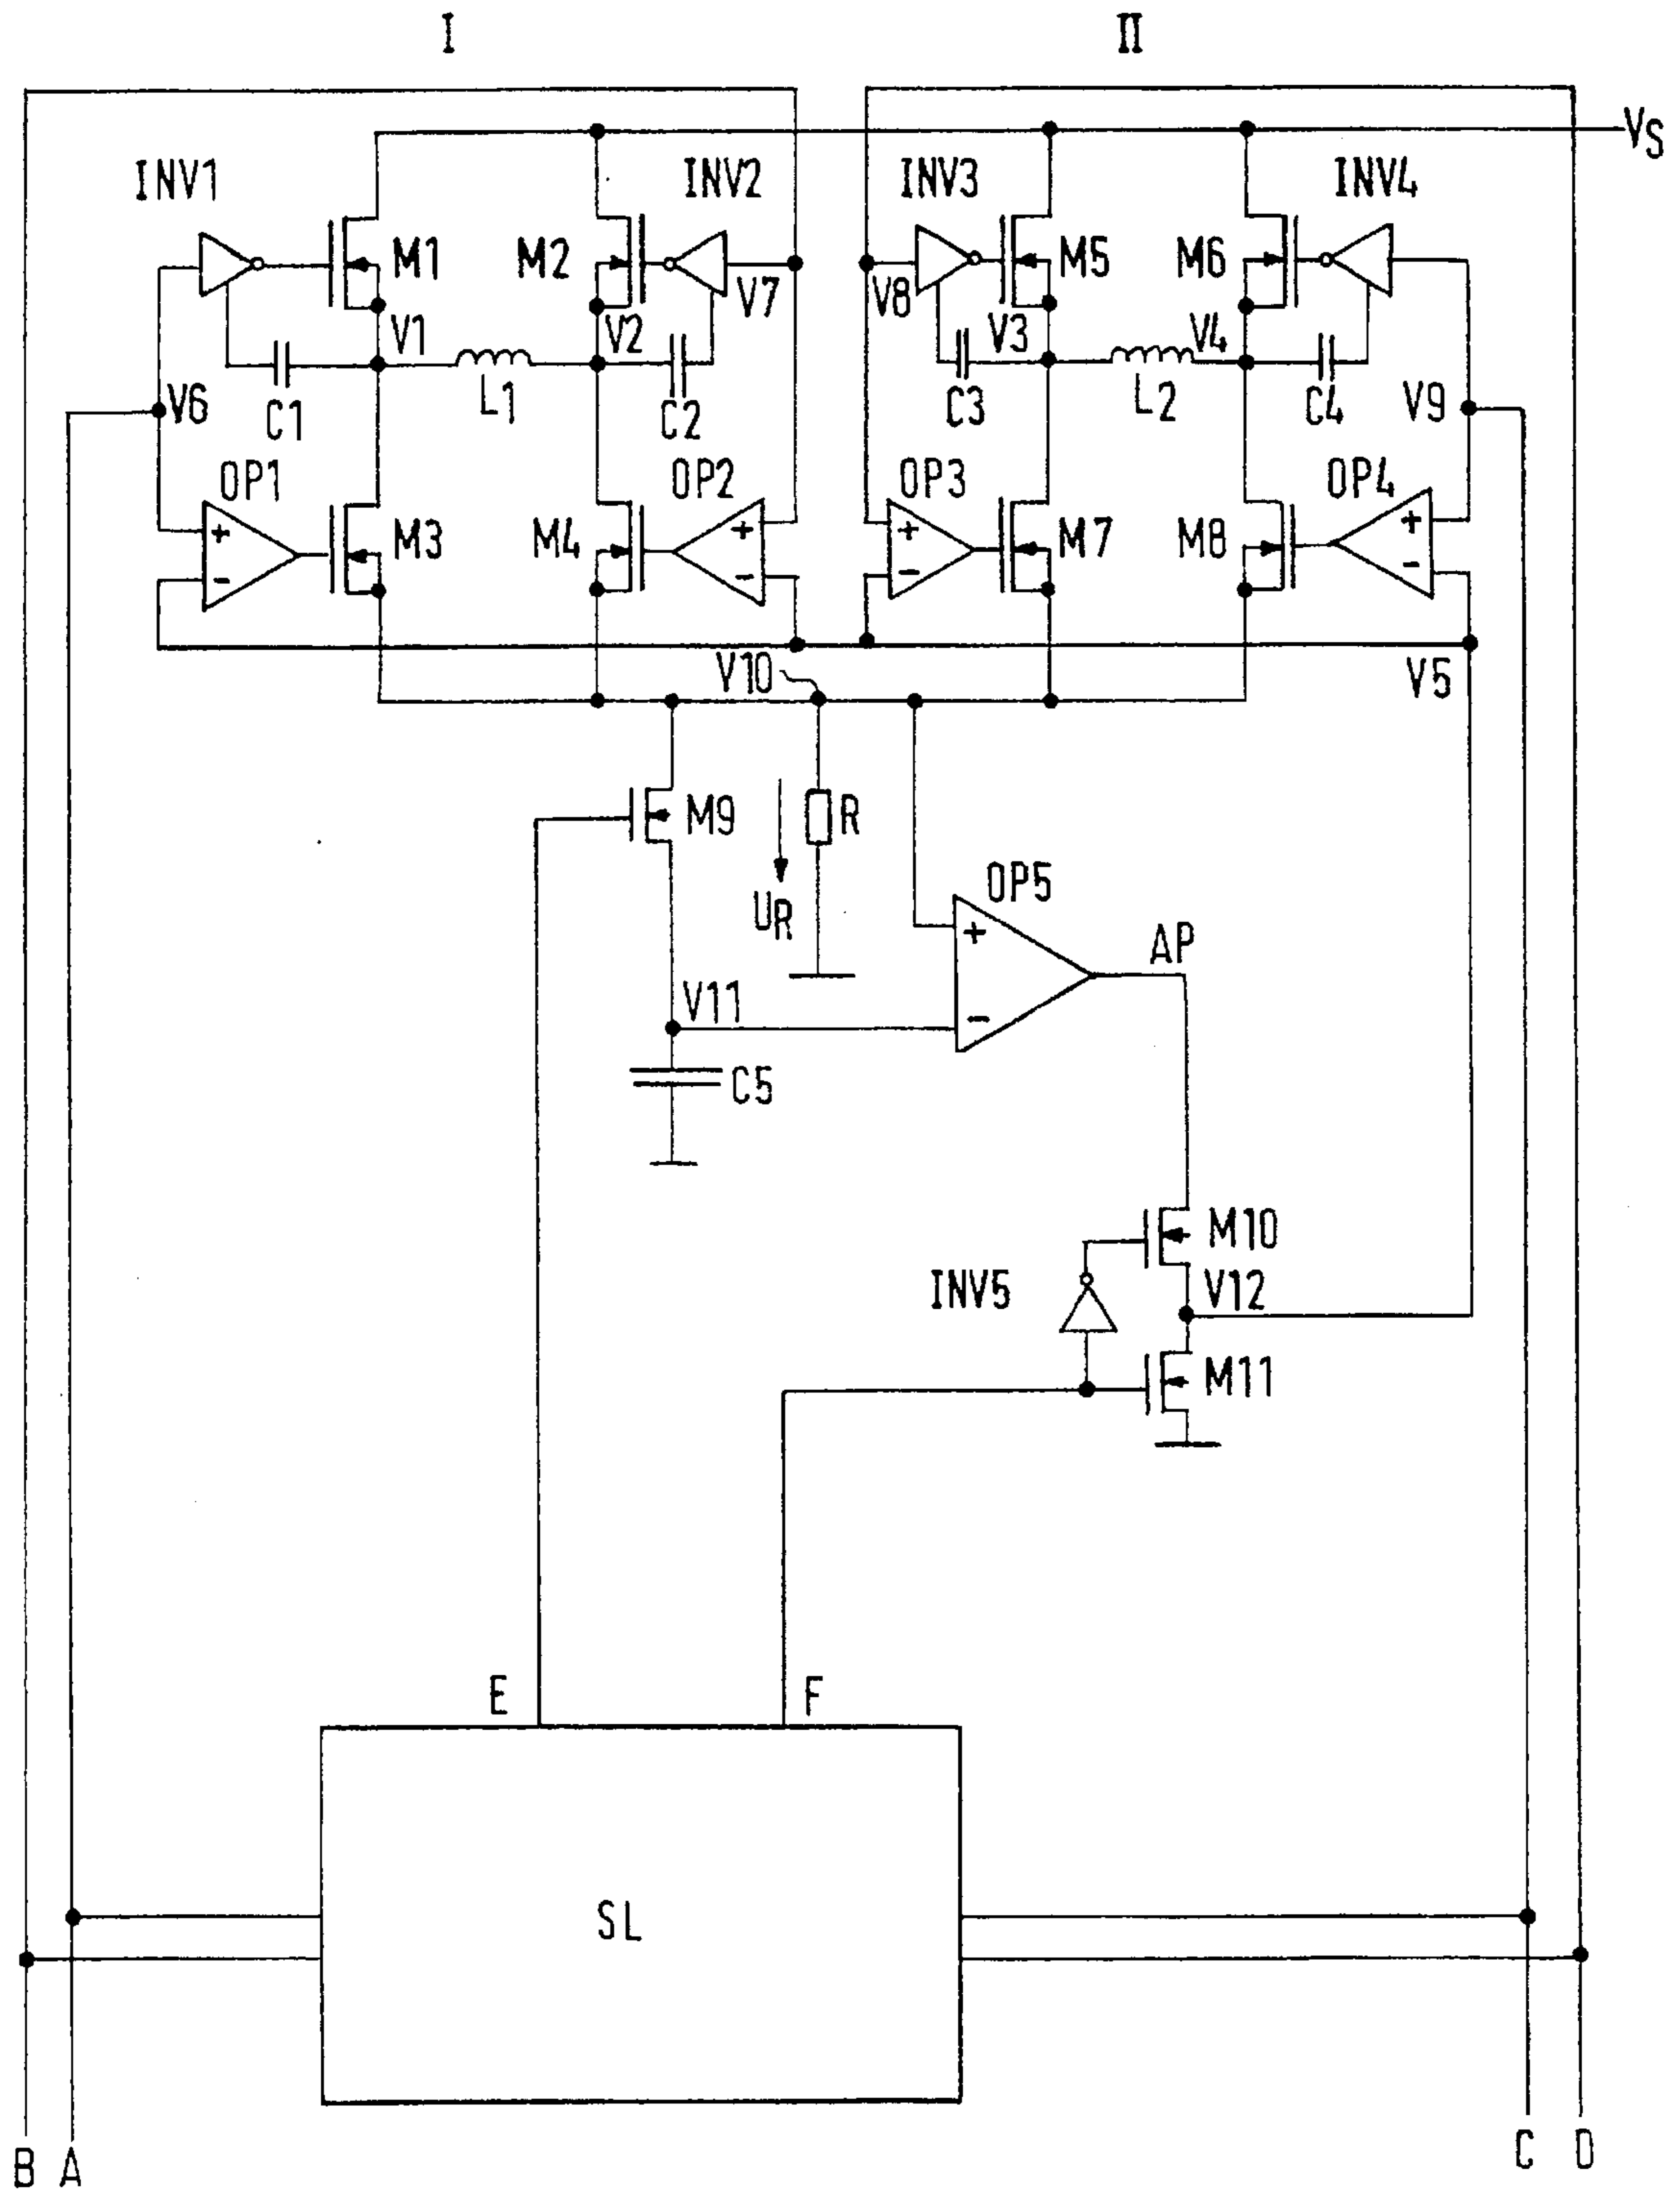 I II
VS
INV1 INV2 INV3 INV4
M1 M2 M5 M6
V7 V8
V1 V2 V3 V4
V6 C1 L1 C2 C3 L2 C4 V9
OP1 OP2 OP3 OP4
+ + + +
M3 M4 M7 M8
- - - -
V10 V5
M9 R
UR
OP5
+ AP
V11
-
C5
M10
INV5 V12
M11
E F
SL
B A C D